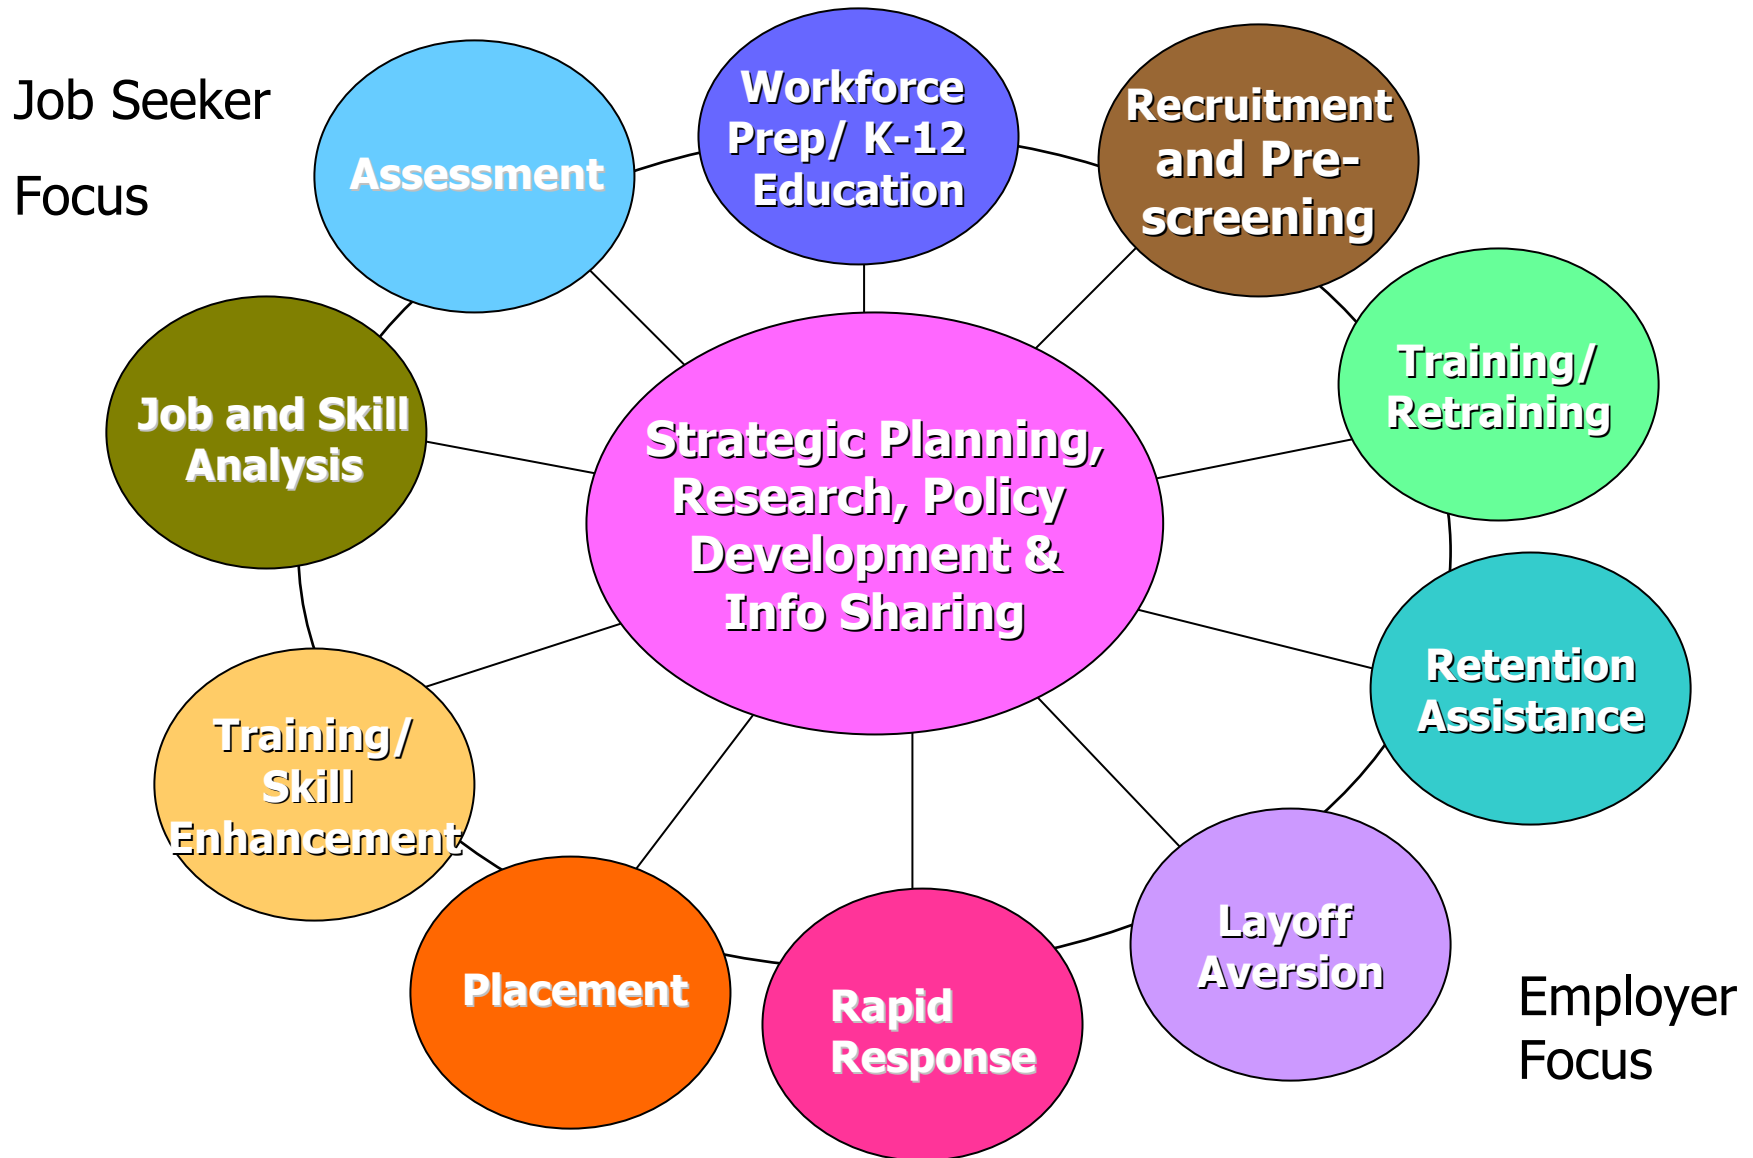 Job Seeker
Focus
Assessment
Workforce
Prep/ K-12
Education
Recruitment
and Pre-
screening
Training/
Retraining
Job and Skill
Analysis
Strategic Planning,
Research, Policy
Development &
Info Sharing
Retention
Assistance
Training/
Skill
Enhancement
Placement
Rapid
Response
Layoff
Aversion
Employer
Focus